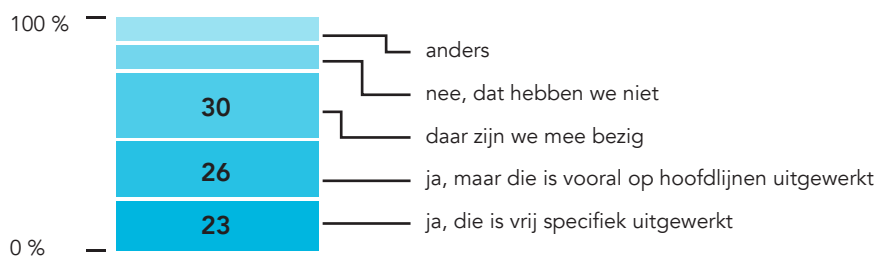 100 %
anders
nee, dat hebben we niet
30
daar zijn we mee bezig
26
ja, maar die is vooral op hoofdlijnen uitgewerkt
23
ja, die is vrij specifiek uitgewerkt
0 %